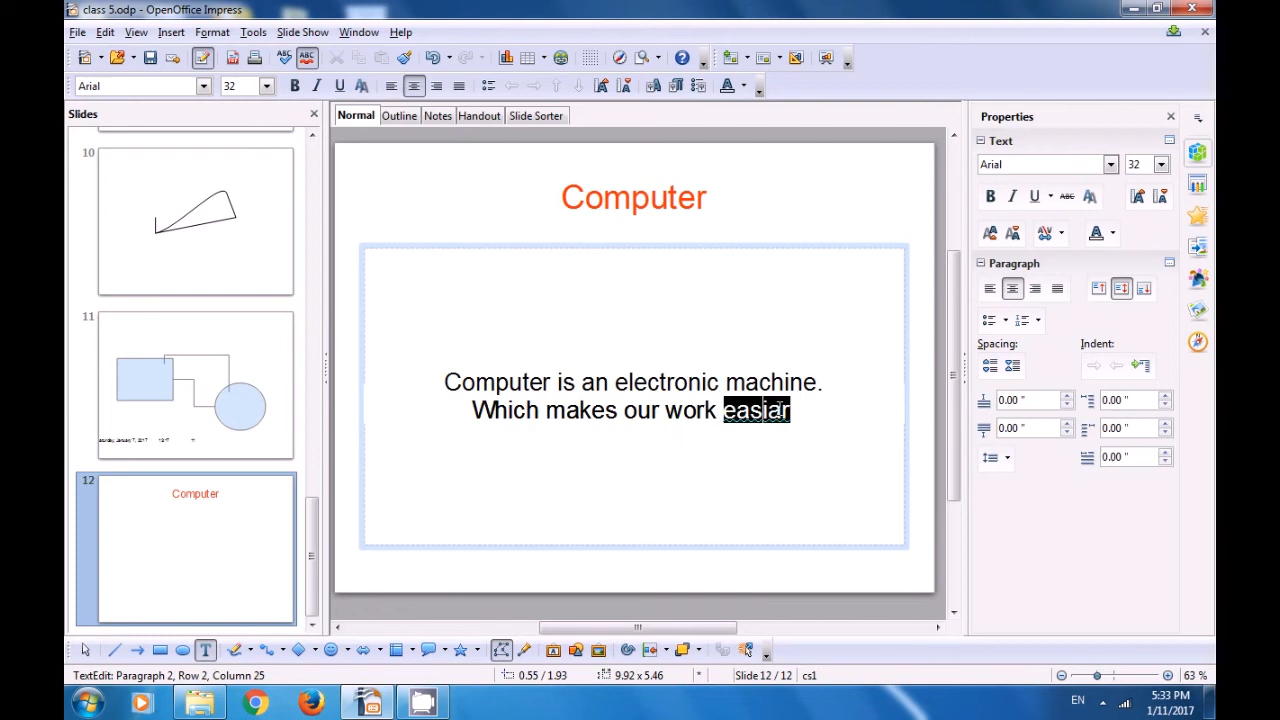 class 5.odp - OpenOffice Impress
File Edit View Insert Format Tools Slide Show Window Help
Arial 32
Slides
Normal Outline Notes Handout Slide Sorter
10
11
12
Computer
Computer
Computer is an electronic machine.
Which makes our work easiar
Properties
Text
Arial 32
Paragraph
Spacing: Indent:
0.00 " 0.00 "
0.00 " 0.00 "
0.00 "
TextEdit: Paragraph 2, Row 2, Column 25 0.55 / 1.93 9.92 x 5.46 * Slide 12 / 12 cs1 63 %
EN 5:33 PM
1/11/2017